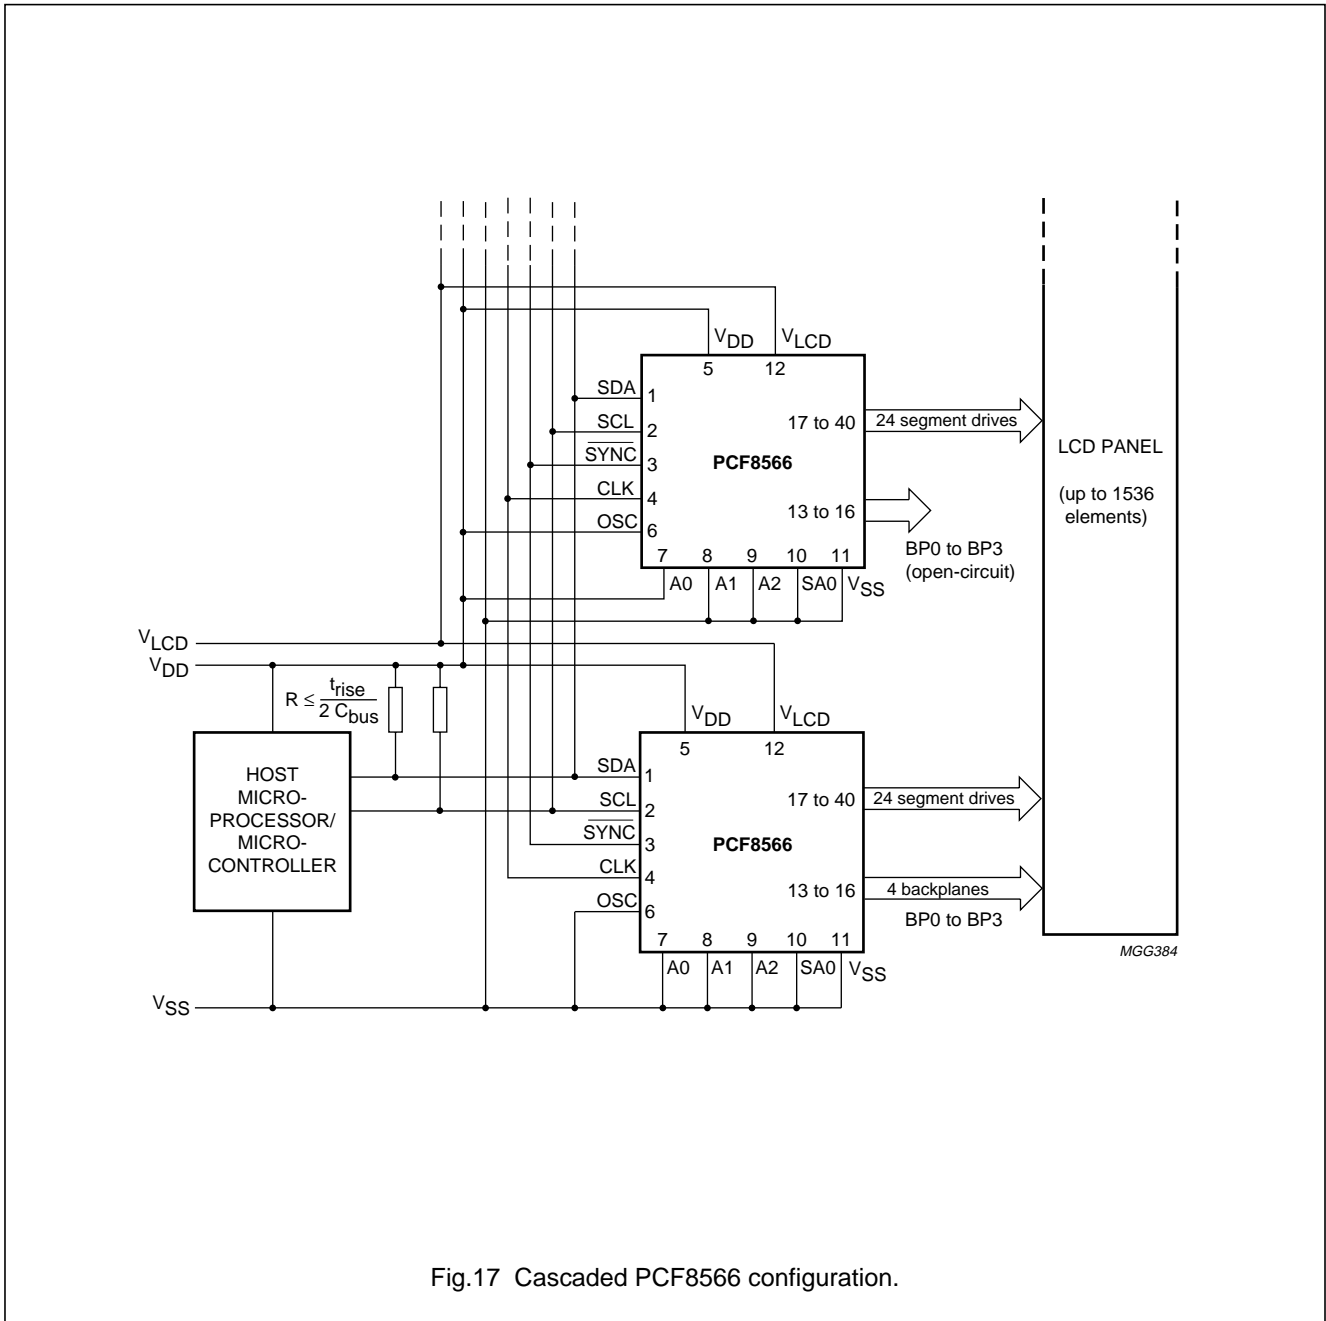 VDD
VLCD
5
12
SDA
1
SCL
2
SYNC
3
CLK
4
OSC
6
17 to 40
PCF8566
13 to 16
24 segment drives
LCD PANEL
(up to 1536
elements)
BP0 to BP3
(open-circuit)
7
8
9
10
11
A0
A1
A2
SA0
VSS
VLCD
VDD
R ≤ trise
2 Cbus
HOST
MICRO-
PROCESSOR/
MICRO-
CONTROLLER
VDD
VLCD
5
12
SDA
1
SCL
2
SYNC
3
CLK
4
OSC
6
17 to 40
PCF8566
13 to 16
24 segment drives
4 backplanes
BP0 to BP3
7
8
9
10
11
A0
A1
A2
SA0
VSS
MGG384
VSS
Fig.17 Cascaded PCF8566 configuration.